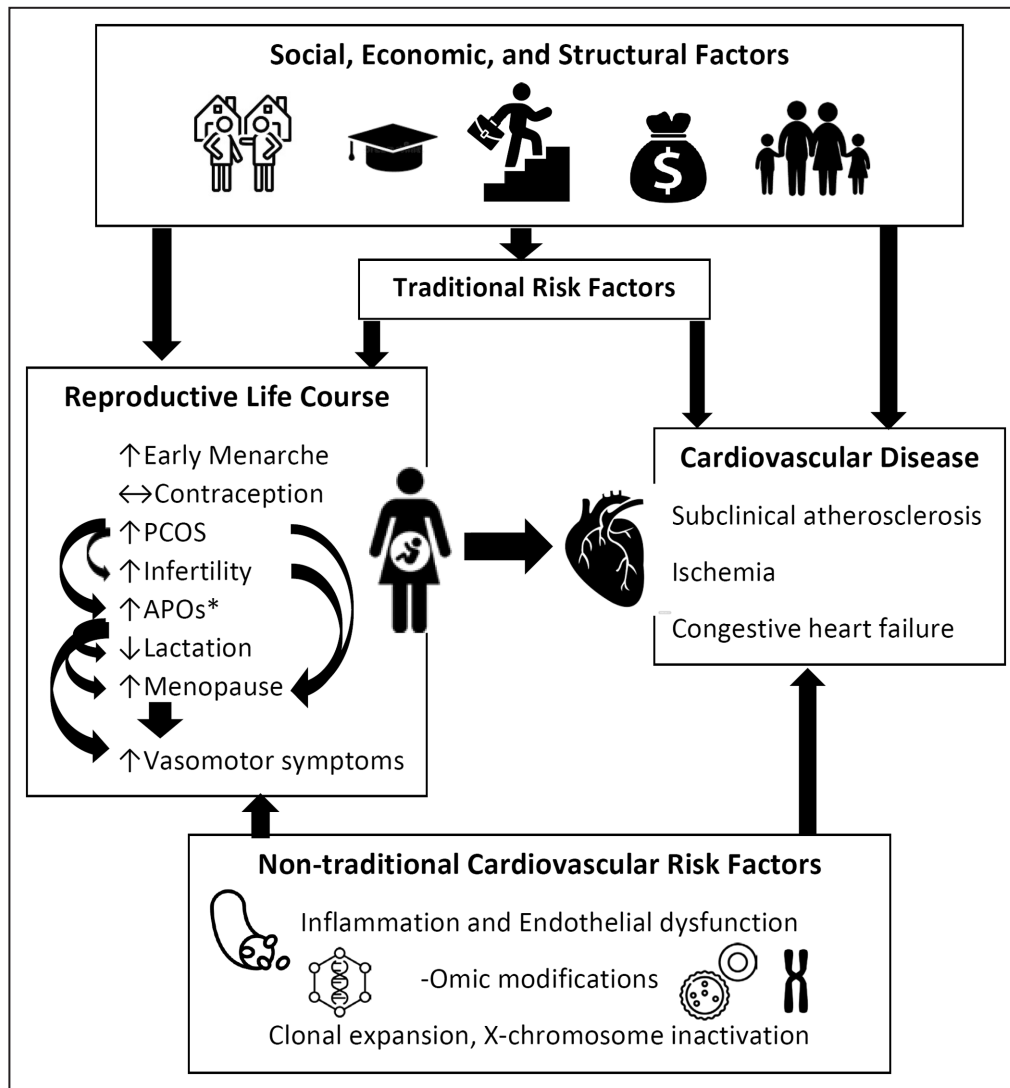 Social, Economic, and Structural Factors
$
Traditional Risk Factors
Reproductive Life Course
↑Early Menarche
↔Contraception
↑PCOS
↑Infertility
↑APOs*
↓Lactation
↑Menopause
↑Vasomotor symptoms
Cardiovascular Disease
Subclinical atherosclerosis
Ischemia
Congestive heart failure
Non-traditional Cardiovascular Risk Factors
Inflammation and Endothelial dysfunction
-Omic modifications
Clonal expansion, X-chromosome inactivation